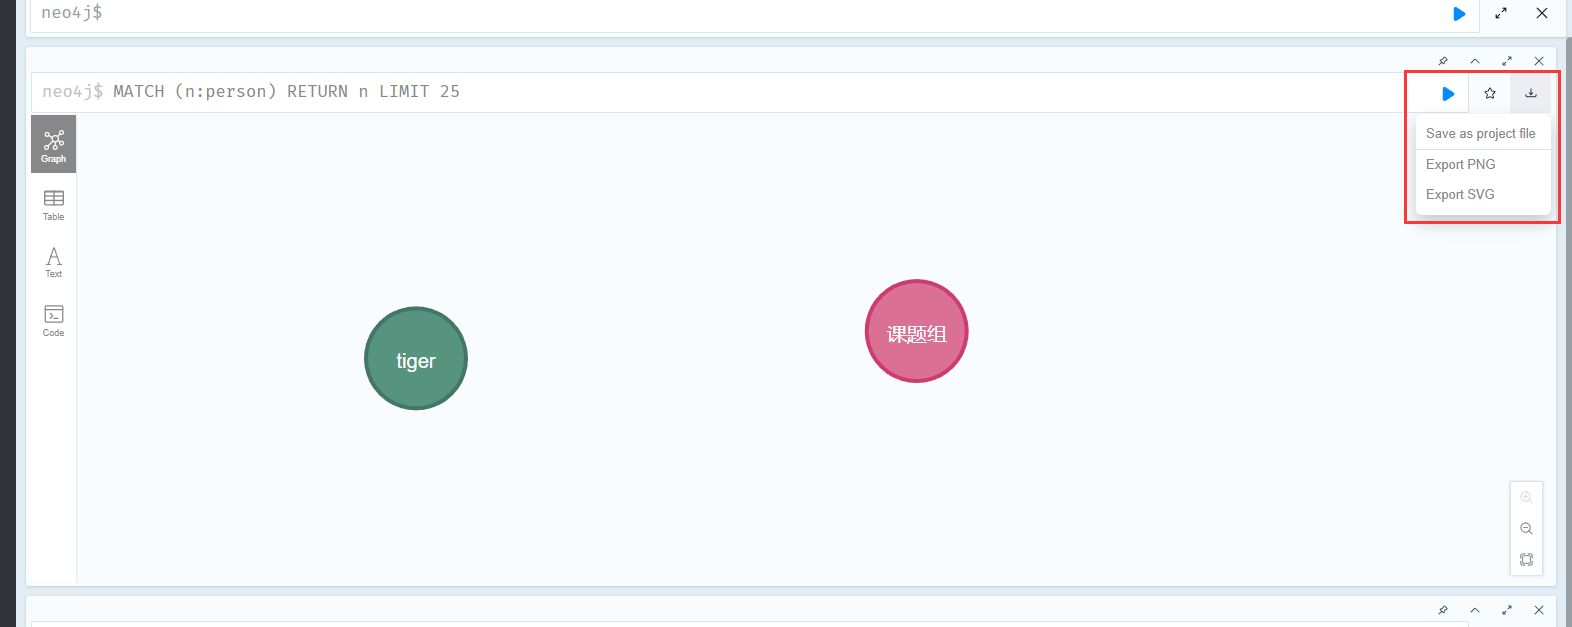 neo4j$
neo4j$ MATCH (n:person) RETURN n LIMIT 25
Save as project file
Export PNG
Export SVG
Graph
Table
Text
Code
tiger
课题组